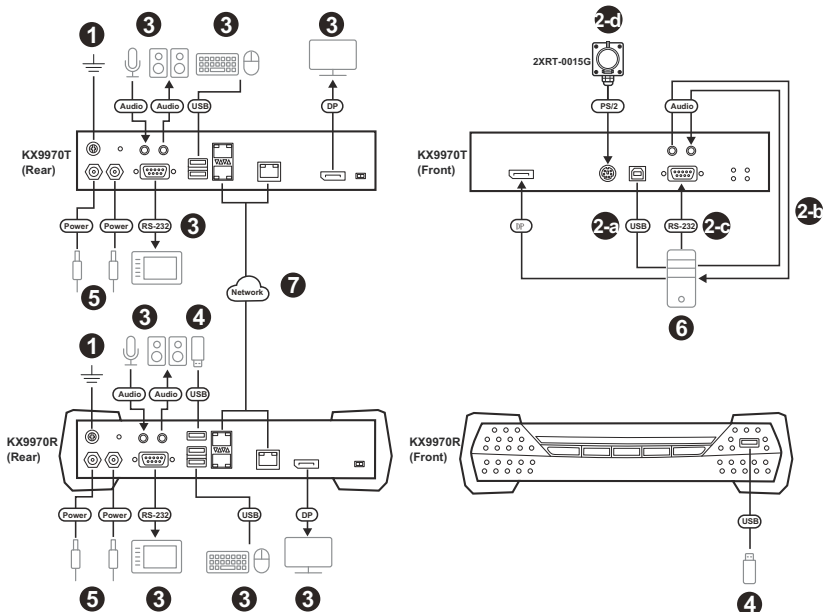 1
3
3
3
Audio
Audio
USB
DP
KX9970T
(Rear)
Power
Power
RS-232
3
5
Network
7
1
3
4
Audio
Audio
USB
KX9970R
(Rear)
Power
Power
RS-232
USB
DP
5
3
3
3
2-d
2XRT-0015G
PS/2
Audio
KX9970T
(Front)
DP
2-a
USB
RS-232
2-c
2-b
6
KX9970R
(Front)
USB
4